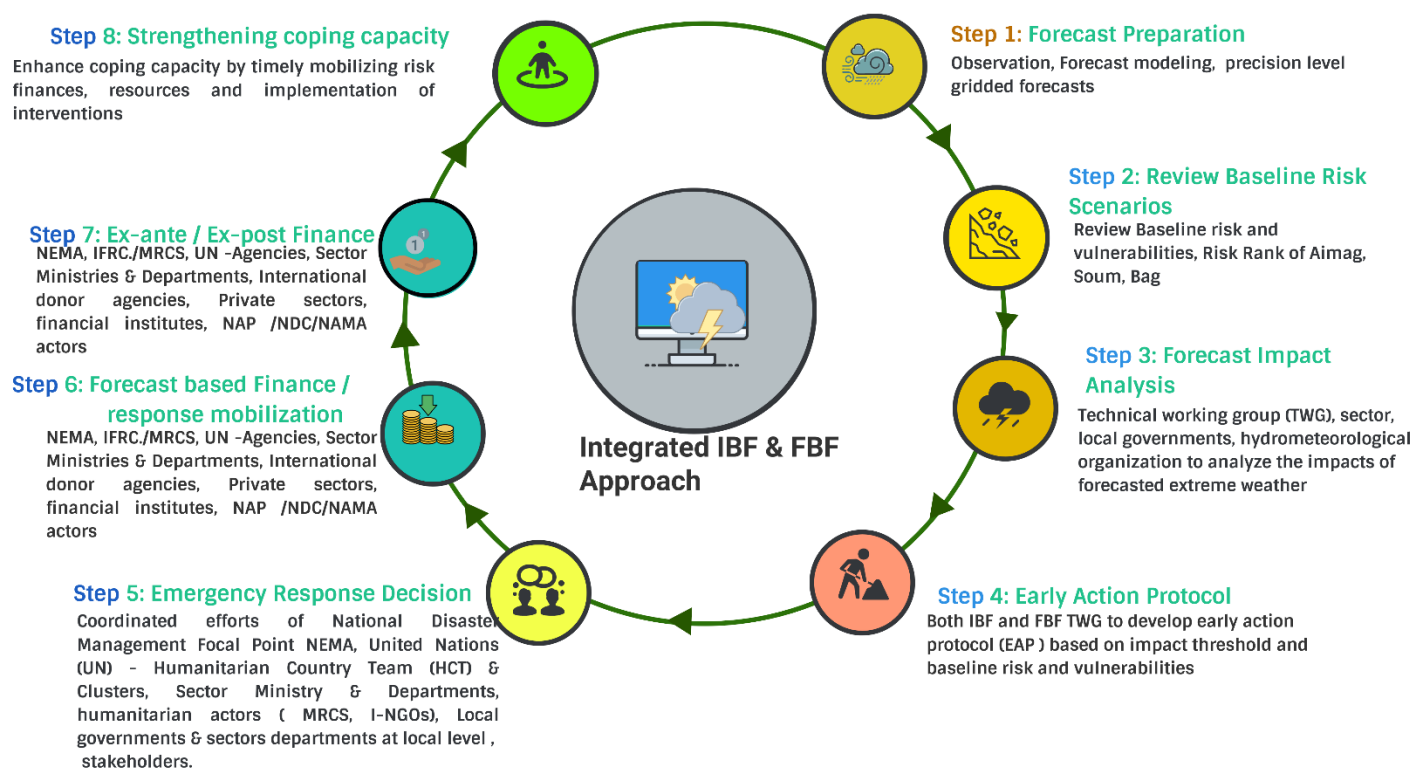 Step 1: Forecast Preparation
Observation, Forecast modeling, precision level
gridded forecasts
Step 2: Review Baseline Risk
Scenarios
Review Baseline risk and
vulnerabilities, Risk Rank of Aimag,
Soum, Bag
Step 3: Forecast Impact
Analysis
Technical working group (TWG), sector,
local governments, hydrometeorological
organization to analyze the impacts of
forecasted extreme weather
Step 4: Early Action Protocol
Both IBF and FBF TWG to develop early action
protocol (EAP ) based on impact threshold and
baseline risk and vulnerabilities
Step 5: Emergency Response Decision
Coordinated efforts of National Disaster
Management Focal Point NEMA, United Nations
(UN) - Humanitarian Country Team (HCT) &
Clusters, Sector Ministry & Departments,
humanitarian actors ( MRCS, I-NGOs), Local
governments & sectors departments at local level ,
stakeholders.
Step 6: Forecast based Finance /
response mobilization
NEMA, IFRC./MRCS, UN -Agencies, Sector
Ministries & Departments, International
donor agencies, Private sectors,
financial institutes, NAP /NDC/NAMA
actors
Step 7: Ex-ante / Ex-post Finance
NEMA, IFRC./MRCS, UN -Agencies, Sector
Ministries & Departments, International
donor agencies, Private sectors,
financial institutes, NAP /NDC/NAMA
actors
Step 8: Strengthening coping capacity
Enhance coping capacity by timely mobilizing risk
finances, resources and implementation of
interventions
Integrated IBF & FBF
Approach
1
1